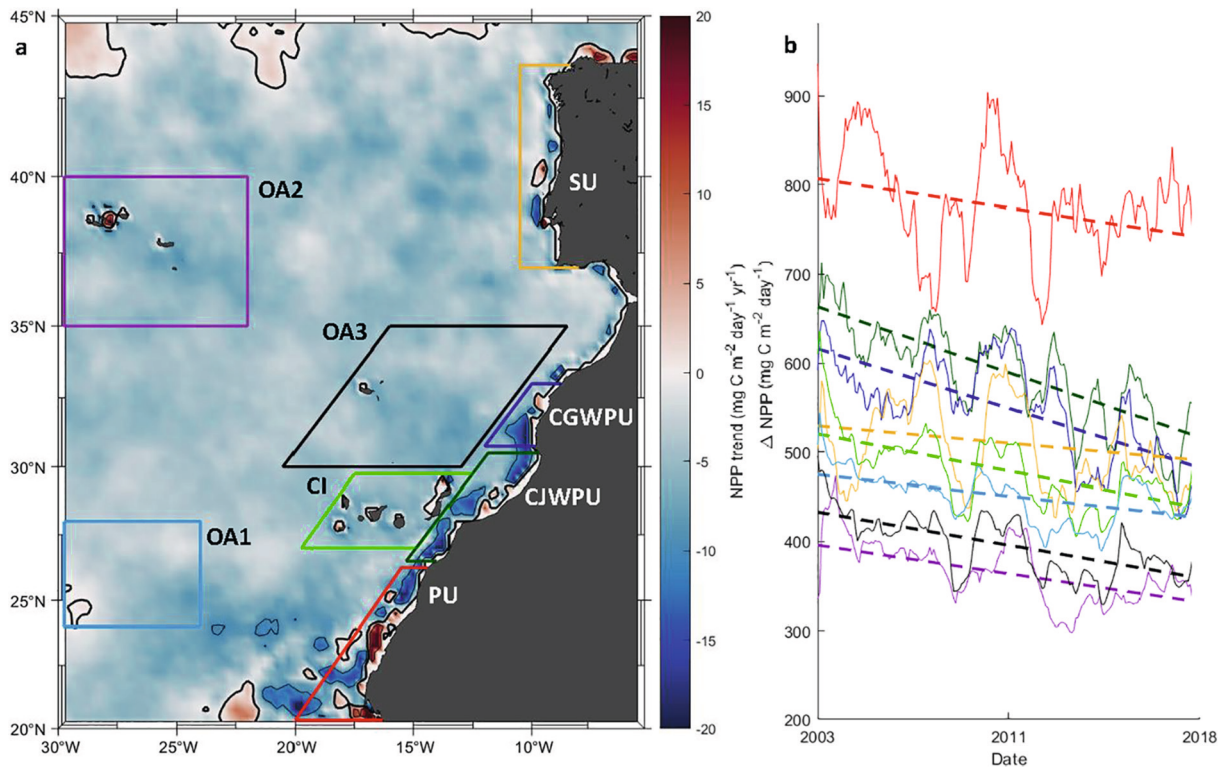 a
45°N
40°N
35°N
30°N
25°N
20°N
30°W
25°W
20°W
15°W
10°W
OA2
SU
OA3
CGWPU
CI
CJWPU
OA1
PU
20
15
10
5
0
-5
-10
-15
-20
NPP trend (mg C m⁻² day⁻¹ yr⁻¹)
b
Δ NPP (mg C m⁻² day⁻¹)
900
800
700
600
500
400
300
200
2003
2011
2018
Date